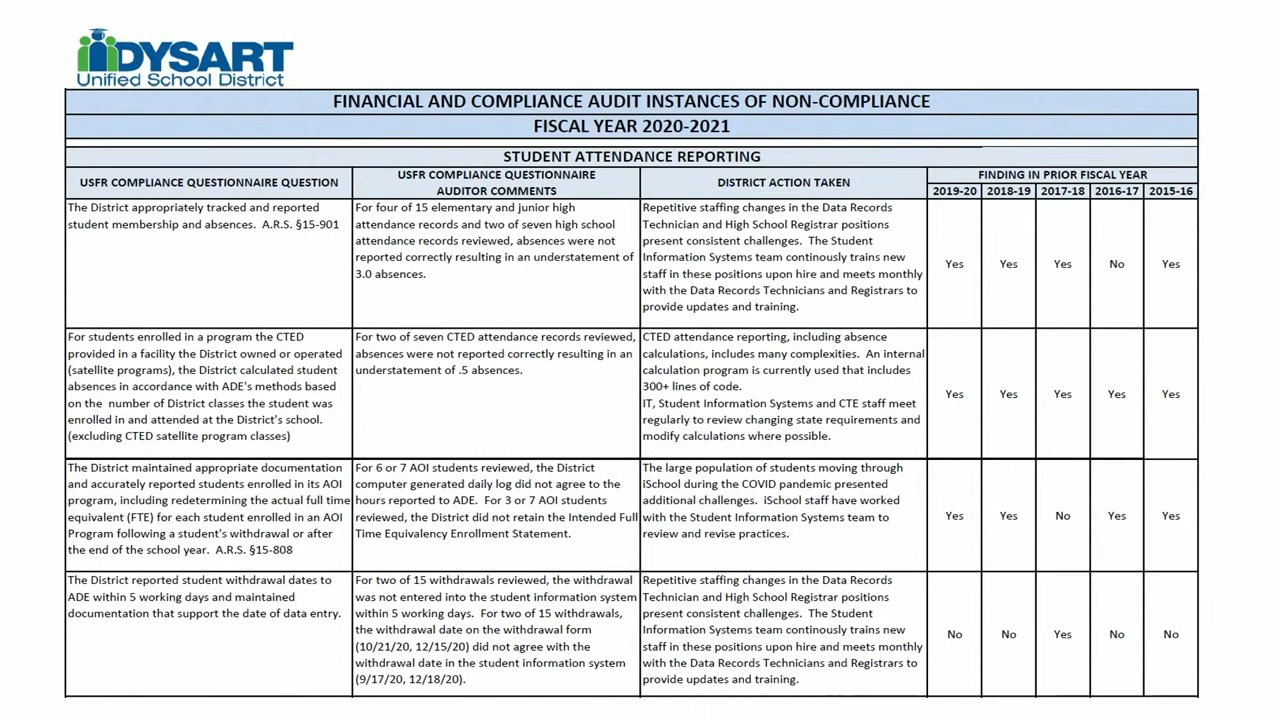 DYSART
Unified School District
FINANCIAL AND COMPLIANCE AUDIT INSTANCES OF NON-COMPLIANCE
FISCAL YEAR 2020-2021
STUDENT ATTENDANCE REPORTING
USFR COMPLIANCE QUESTIONNAIRE QUESTION
USFR COMPLIANCE QUESTIONNAIRE
AUDITOR COMMENTS
DISTRICT ACTION TAKEN
FINDING IN PRIOR FISCAL YEAR
2019-20 2018-19 2017-18 2016-17 2015-16
The District appropriately tracked and reported
student membership and absences. A.R.S. §15-901
For four of 15 elementary and junior high
attendance records and two of seven high school
attendance records reviewed, absences were not
reported correctly resulting in an understatement of
3.0 absences.
Repetitive staffing changes in the Data Records
Technician and High School Registrar positions
present consistent challenges. The Student
Information Systems team continously trains new
staff in these positions upon hire and meets monthly
with the Data Records Technicians and Registrars to
provide updates and training.
Yes Yes Yes No Yes
For students enrolled in a program the CTED
provided in a facility the District owned or operated
(satellite programs), the District calculated student
absences in accordance with ADE's methods based
on the number of District classes the student was
enrolled in and attended at the District's school.
(excluding CTED satellite program classes)
For two of seven CTED attendance records reviewed,
absences were not reported correctly resulting in an
understatement of .5 absences.
CTED attendance reporting, including absence
calculations, includes many complexities. An internal
calculation program is currently used that includes
300+ lines of code.
IT, Student Information Systems and CTE staff meet
regularly to review changing state requirements and
modify calculations where possible.
Yes Yes Yes Yes Yes
The District maintained appropriate documentation
and accurately reported students enrolled in its AOI
program, including redetermining the actual full time
equivalent (FTE) for each student enrolled in an AOI
Program following a student's withdrawal or after
the end of the school year. A.R.S. §15-808
For 6 or 7 AOI students reviewed, the District
computer generated daily log did not agree to the
hours reported to ADE. For 3 or 7 AOI students
reviewed, the District did not retain the Intended Full
Time Equivalency Enrollment Statement.
The large population of students moving through
iSchool during the COVID pandemic presented
additional challenges. iSchool staff have worked
with the Student Information Systems team to
review and revise practices.
Yes Yes No Yes Yes
The District reported student withdrawal dates to
ADE within 5 working days and maintained
documentation that support the date of data entry.
For two of 15 withdrawals reviewed, the withdrawal
was not entered into the student information system
within 5 working days. For two of 15 withdrawals,
the withdrawal date on the withdrawal form
(10/21/20, 12/15/20) did not agree with the
withdrawal date in the student information system
(9/17/20, 12/18/20).
Repetitive staffing changes in the Data Records
Technician and High School Registrar positions
present consistent challenges. The Student
Information Systems team continously trains new
staff in these positions upon hire and meets monthly
with the Data Records Technicians and Registrars to
provide updates and training.
No No Yes No No